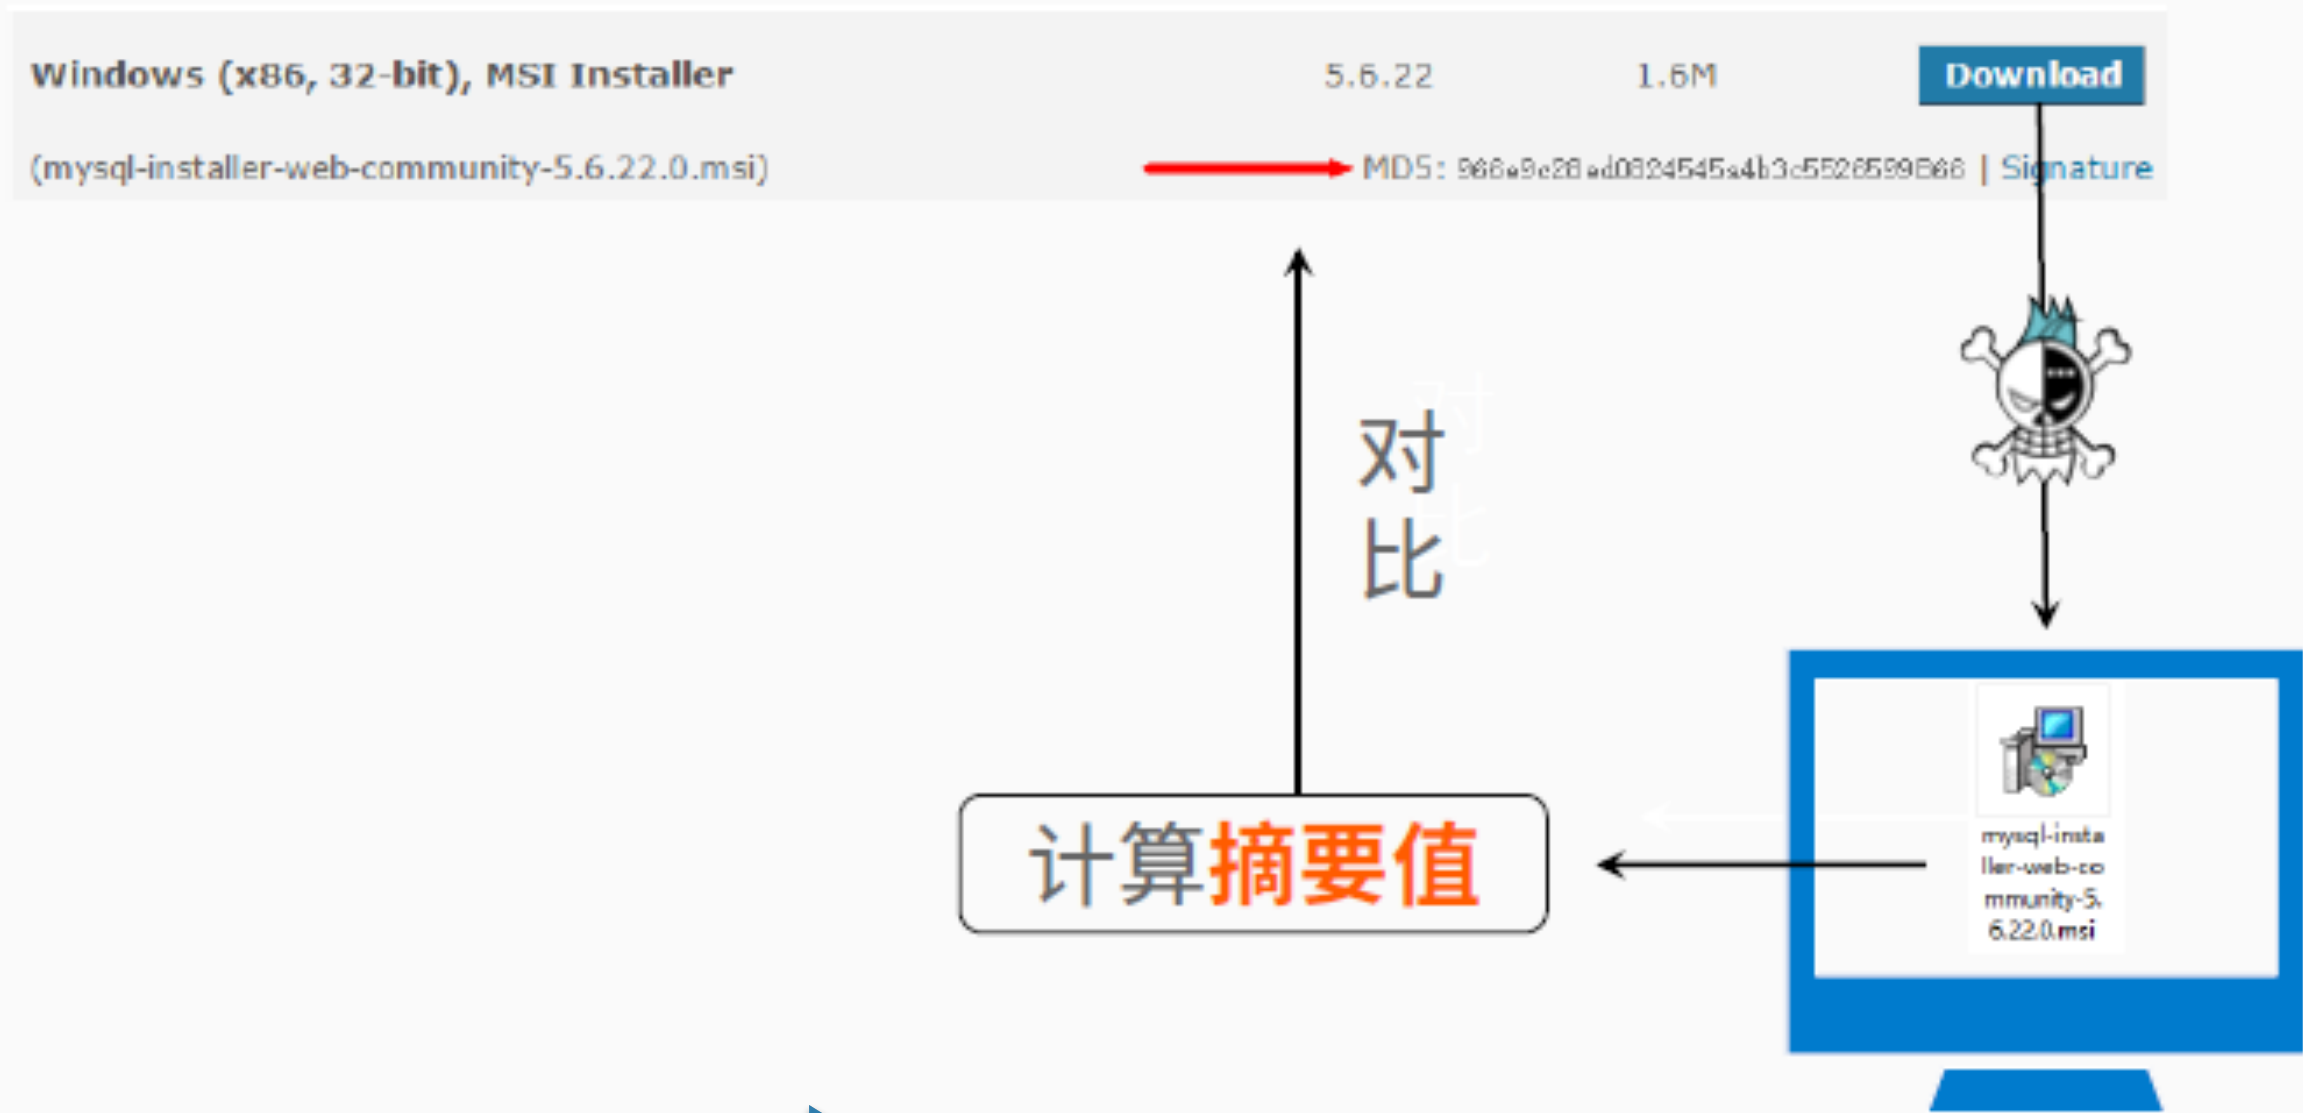 Windows (x86, 32-bit), MSI Installer 5.6.22 1.6M Download
(mysql-installer-web-community-5.6.22.0.msi) MD5: | Signature
对
比
计算摘要值
mysql-insta
ller-web-co
mmunity-5.
6.22.0.msi